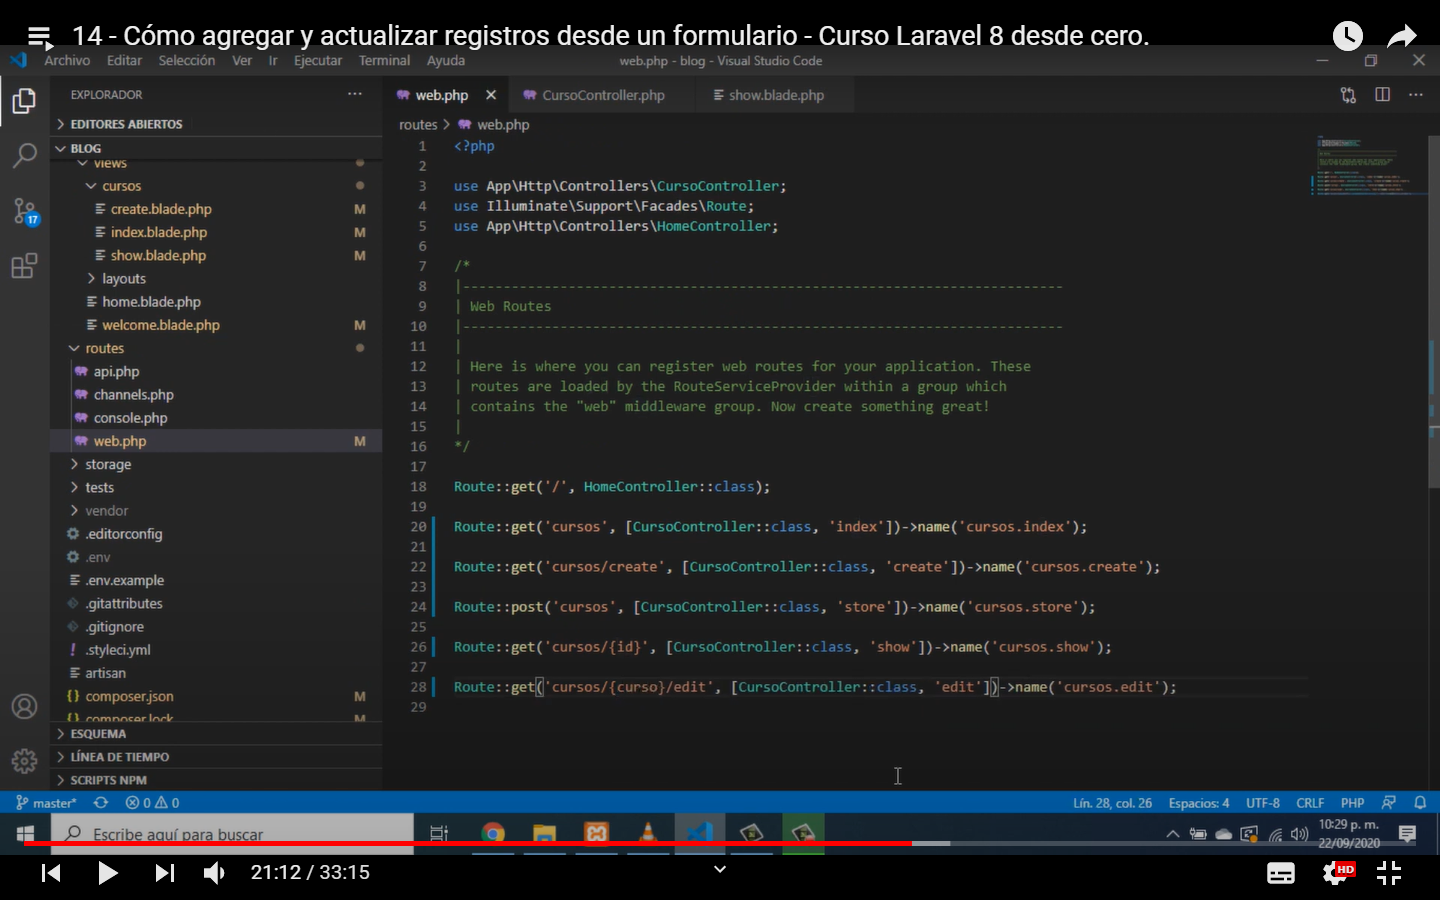 14 - Cómo agregar y actualizar registros desde un formulario - Curso Laravel 8 desde cero.
Archivo Editar Selección Ver Ir Ejecutar Terminal Ayuda
web.php - blog - Visual Studio Code
EXPLORADOR
EDITORES ABIERTOS
BLOG
views
cursos
create.blade.php M
index.blade.php M
show.blade.php M
layouts
home.blade.php
welcome.blade.php M
routes
api.php
channels.php
console.php
web.php M
storage
tests
vendor
.editorconfig
.env
.env.example
.gitattributes
.gitignore
.styleci.yml
artisan
composer.json M
composer.lock M
ESQUEMA
LÍNEA DE TIEMPO
SCRIPTS NPM
17
web.php CursoController.php show.blade.php
routes > web.php
1 <?php
2
3 use App\Http\Controllers\CursoController;
4 use Illuminate\Support\Facades\Route;
5 use App\Http\Controllers\HomeController;
6
7 /*
8 |--------------------------------------------------------------------------
9 | Web Routes
10 |--------------------------------------------------------------------------
11 |
12 | Here is where you can register web routes for your application. These
13 | routes are loaded by the RouteServiceProvider within a group which
14 | contains the "web" middleware group. Now create something great!
15 |
16 */
17
18 Route::get('/', HomeController::class);
19
20 Route::get('cursos', [CursoController::class, 'index'])->name('cursos.index');
21
22 Route::get('cursos/create', [CursoController::class, 'create'])->name('cursos.create');
23
24 Route::post('cursos', [CursoController::class, 'store'])->name('cursos.store');
25
26 Route::get('cursos/{id}', [CursoController::class, 'show'])->name('cursos.show');
27
28 Route::get('cursos/{curso}/edit', [CursoController::class, 'edit'])->name('cursos.edit');
29
master* 0 0
Lín. 28, col. 26 Espacios: 4 UTF-8 CRLF PHP
Escribe aquí para buscar
10:29 p. m.
22/09/2020
21:12 / 33:15
HD